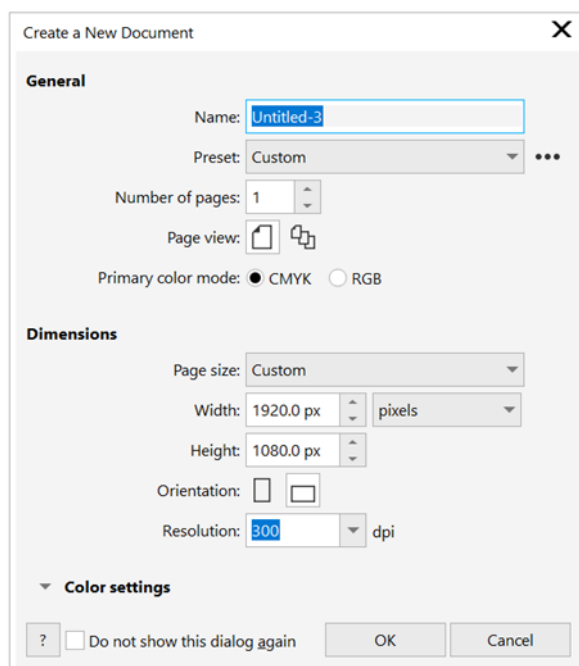 Create a New Document
General
Name: Untitled-3
Preset: Custom
Number of pages: 1
Page view:
Primary color mode: CMYK RGB
Dimensions
Page size: Custom
Width: 1920.0 px pixels
Height: 1080.0 px
Orientation:
Resolution: 300 dpi
Color settings
? Do not show this dialog again OK Cancel